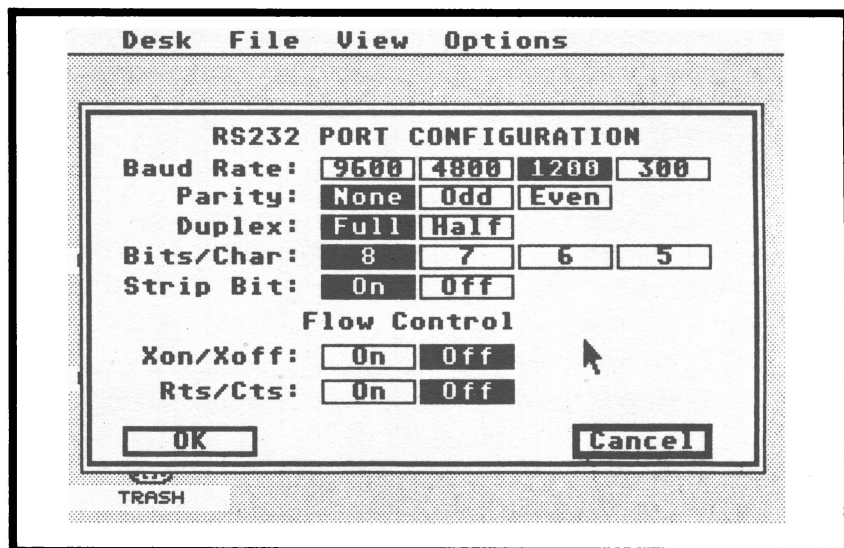 Desk File View Options
RS232 PORT CONFIGURATION
Baud Rate: 9600 4800 1200 300
Parity: None Odd Even
Duplex: Full Half
Bits/Char: 8 7 6 5
Strip Bit: On Off
Flow Control
Xon/Xoff: On Off
Rts/Cts: On Off
OK Cancel
TRASH